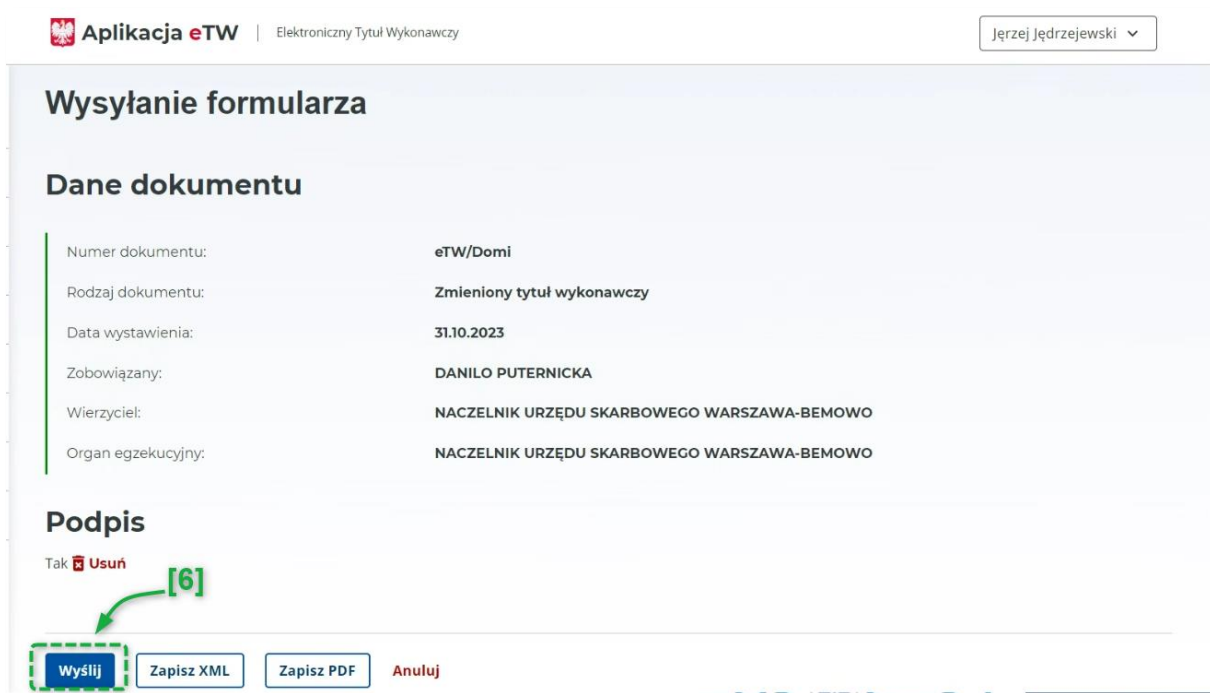 Aplikacja eTW | Elektroniczny Tytuł Wykonawczy Jęrzej Jędrzejewski
Wysyłanie formularza
Dane dokumentu
Numer dokumentu: eTW/Domi
Rodzaj dokumentu: Zmieniony tytuł wykonawczy
Data wystawienia: 31.10.2023
Zobowiązany: DANILO PUTERNICKA
Wierzyciel: NACZELNIK URZĘDU SKARBOWEGO WARSZAWA-BEMOWO
Organ egzekucyjny: NACZELNIK URZĘDU SKARBOWEGO WARSZAWA-BEMOWO
Podpis
Tak Usuń
[6]
Wyślij Zapisz XML Zapisz PDF Anuluj